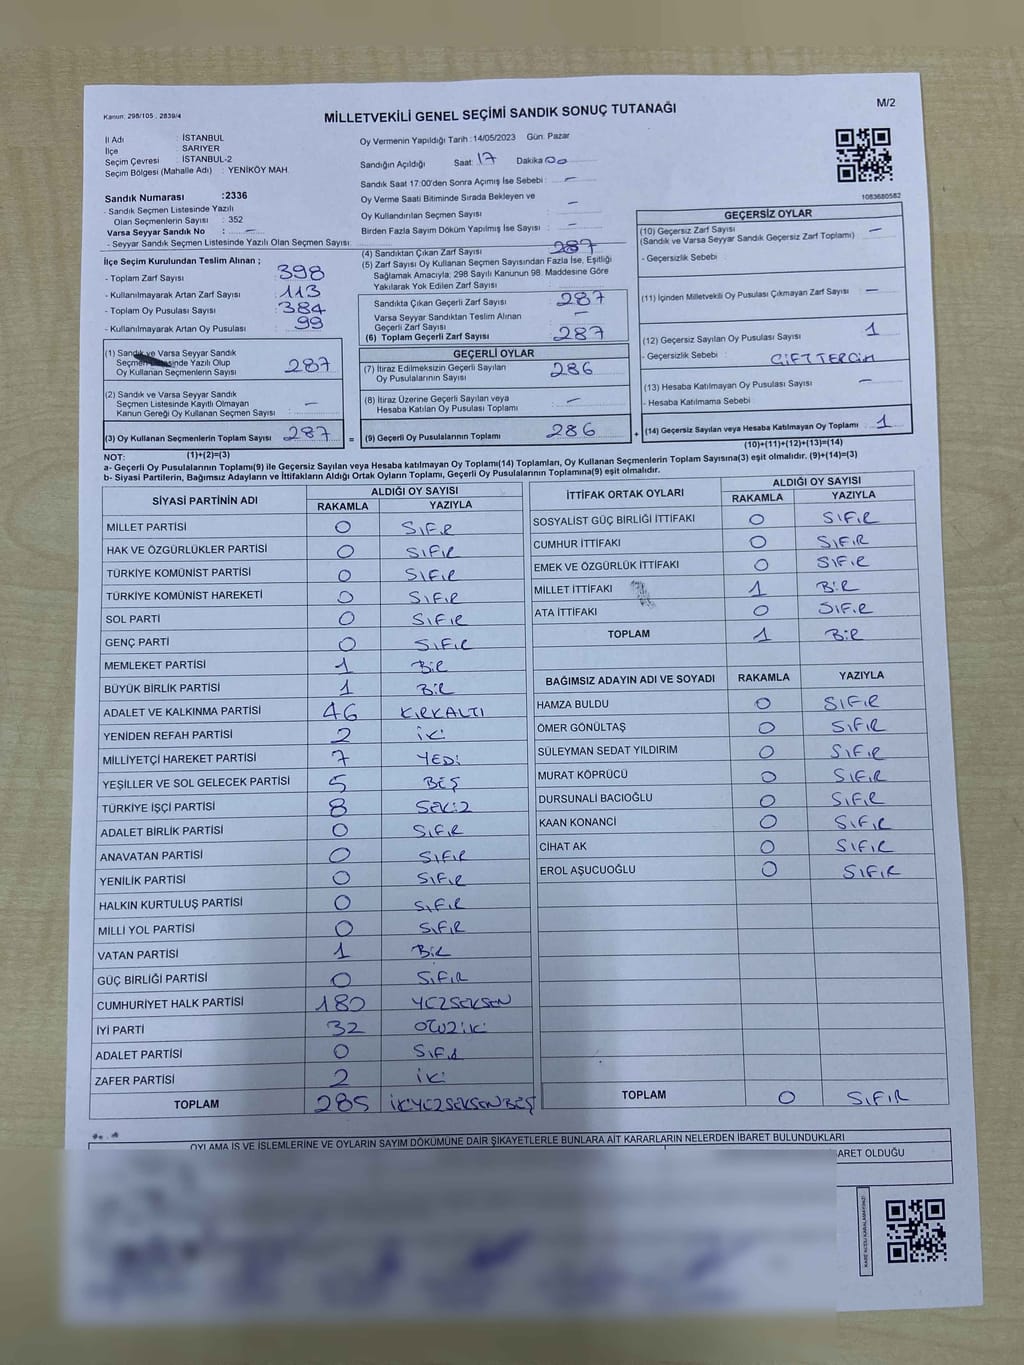 Kanun: 298/105 , 2839/4
MİLLETVEKİLİ GENEL SEÇİMİ SANDIK SONUÇ TUTANAĞI
M/2
İl Adı : İSTANBUL
İlçe : SARIYER
Seçim Çevresi : İSTANBUL-2
Seçim Bölgesi (Mahalle Adı) : YENİKÖY MAH.
Sandık Numarası :2336
- Sandık Seçmen Listesinde Yazılı
Olan Seçmenlerin Sayısı : 352
Varsa Seyyar Sandık No : —
- Seyyar Sandık Seçmen Listesinde Yazılı Olan Seçmen Sayısı
Oy Vermenin Yapıldığı Tarih : 14/05/2023 Gün: Pazar
Sandığın Açıldığı Saat: 17 Dakika 00
Sandık Saat 17:00'den Sonra Açımış İse Sebebi : —
Oy Verme Saati Bitiminde Sırada Bekleyen ve
Oy Kullandırılan Seçmen Sayısı : —
Birden Fazla Sayım Döküm Yapılmış İse Sayısı : —
1083680582
İlçe Seçim Kurulundan Teslim Alınan ;
- Toplam Zarf Sayısı : 398
- Kullanılmayarak Artan Zarf Sayısı : 113
- Toplam Oy Pusulası Sayısı : 384
- Kullanılmayarak Artan Oy Pusulası : 99
(1) Sandık ve Varsa Seyyar Sandık
Seçmen Listesinde Yazılı Olup
Oy Kullanan Seçmenlerin Sayısı : 287
(2) Sandık ve Varsa Seyyar Sandık
Seçmen Listesinde Kayıtlı Olmayan
Kanun Gereği Oy Kullanan Seçmen Sayısı : —
(3) Oy Kullanan Seçmenlerin Toplam Sayısı : 287
(1)+(2)=(3)
(4) Sandıktan Çıkan Zarf Sayısı : 287
(5) Zarf Sayısı Oy Kullanan Seçmen Sayısından Fazla İse, Eşitliği
Sağlamak Amacıyla; 298 Sayılı Kanunun 98. Maddesine Göre
Yakılarak Yok Edilen Zarf Sayısı :
Sandıkta Çıkan Geçerli Zarf Sayısı : 287
Varsa Seyyar Sandıktan Teslim Alınan
Geçerli Zarf Sayısı : —
(6) Toplam Geçerli Zarf Sayısı : 287
GEÇERLİ OYLAR
(7) İtiraz Edilmeksizin Geçerli Sayılan
Oy Pusulalarının Sayısı : 286
(8) İtiraz Üzerine Geçerli Sayılan veya
Hesaba Katılan Oy Pusulası Toplamı : —
= (9) Geçerli Oy Pusulalarının Toplamı : 286
GEÇERSİZ OYLAR
(10) Geçersiz Zarf Sayısı : —
(Sandık ve Varsa Seyyar Sandık Geçersiz Zarf Toplamı)
- Geçersizlik Sebebi :
(11) İçinden Milletvekili Oy Pusulası Çıkmayan Zarf Sayısı : —
(12) Geçersiz Sayılan Oy Pusulası Sayısı : 1
- Geçersizlik Sebebi : ÇİFT TERCİH
(13) Hesaba Katılmayan Oy Pusulası Sayısı : —
- Hesaba Katılmama Sebebi :
+ (14) Geçersiz Sayılan veya Hesaba Katılmayan Oy Toplamı : 1
(10)+(11)+(12)+(13)=(14)
NOT:
a- Geçerli Oy Pusulalarının Toplamı(9) ile Geçersiz Sayılan veya Hesaba katılmayan Oy Toplamı(14) Toplamları, Oy Kullanan Seçmenlerin Toplam Sayısına(3) eşit olmalıdır. (9)+(14)=(3)
b- Siyasi Partilerin, Bağımsız Adayların ve İttifakların Aldığı Ortak Oyların Toplamı, Geçerli Oy Pusulalarının Toplamına(9) eşit olmalıdır.
SİYASİ PARTİNİN ADI ALDIĞI OY SAYISI
RAKAMLA YAZIYLA
MİLLET PARTİSİ 0 SIFIR
HAK VE ÖZGÜRLÜKLER PARTİSİ 0 SIFIR
TÜRKİYE KOMÜNİST PARTİSİ 0 SIFIR
TÜRKİYE KOMÜNİST HAREKETİ 0 SIFIR
SOL PARTİ 0 SIFIR
GENÇ PARTİ 0 SIFIR
MEMLEKET PARTİSİ 1 BİR
BÜYÜK BİRLİK PARTİSİ 1 BİR
ADALET VE KALKINMA PARTİSİ 46 KIRKALTI
YENİDEN REFAH PARTİSİ 2 İKİ
MİLLİYETÇİ HAREKET PARTİSİ 7 YEDİ
YEŞİLLER VE SOL GELECEK PARTİSİ 5 BEŞ
TÜRKİYE İŞÇİ PARTİSİ 8 SEKİZ
ADALET BİRLİK PARTİSİ 0 SIFIR
ANAVATAN PARTİSİ 0 SIFIR
YENİLİK PARTİSİ 0 SIFIR
HALKIN KURTULUŞ PARTİSİ 0 SIFIR
MİLLİ YOL PARTİSİ 0 SIFIR
VATAN PARTİSİ 1 BİR
GÜÇ BİRLİĞİ PARTİSİ 0 SIFIR
CUMHURİYET HALK PARTİSİ 180 YÜZSEKSEN
İYİ PARTİ 32 OTUZİKİ
ADALET PARTİSİ 0 SIFIR
ZAFER PARTİSİ 2 İKİ
TOPLAM 285 İKİYÜZSEKSENBEŞ
İTTİFAK ORTAK OYLARI ALDIĞI OY SAYISI
RAKAMLA YAZIYLA
SOSYALİST GÜÇ BİRLİĞİ İTTİFAKI 0 SIFIR
CUMHUR İTTİFAKI 0 SIFIR
EMEK VE ÖZGÜRLÜK İTTİFAKI 0 SIFIR
MİLLET İTTİFAKI 1 BİR
ATA İTTİFAKI 0 SIFIR
TOPLAM 1 BİR
BAĞIMSIZ ADAYIN ADI VE SOYADI RAKAMLA YAZIYLA
HAMZA BULDU 0 SIFIR
ÖMER GÖNÜLTAŞ 0 SIFIR
SÜLEYMAN SEDAT YILDIRIM 0 SIFIR
MURAT KÖPRÜCÜ 0 SIFIR
DURSUNALİ BACIOĞLU 0 SIFIR
KAAN KONANCİ 0 SIFIR
CİHAT AK 0 SIFIR
EROL AŞUCUOĞLU 0 SIFIR
TOPLAM 0 SIFIR
OYLAMA İŞ VE İŞLEMLERİNE VE OYLARIN SAYIM DÖKÜMÜNE DAİR ŞİKAYETLERLE BUNLARA AİT KARARLARIN NELERDEN İBARET BULUNDUKLARI
BARET OLDUĞU
KARE KODU KARALAMAYINIZ!